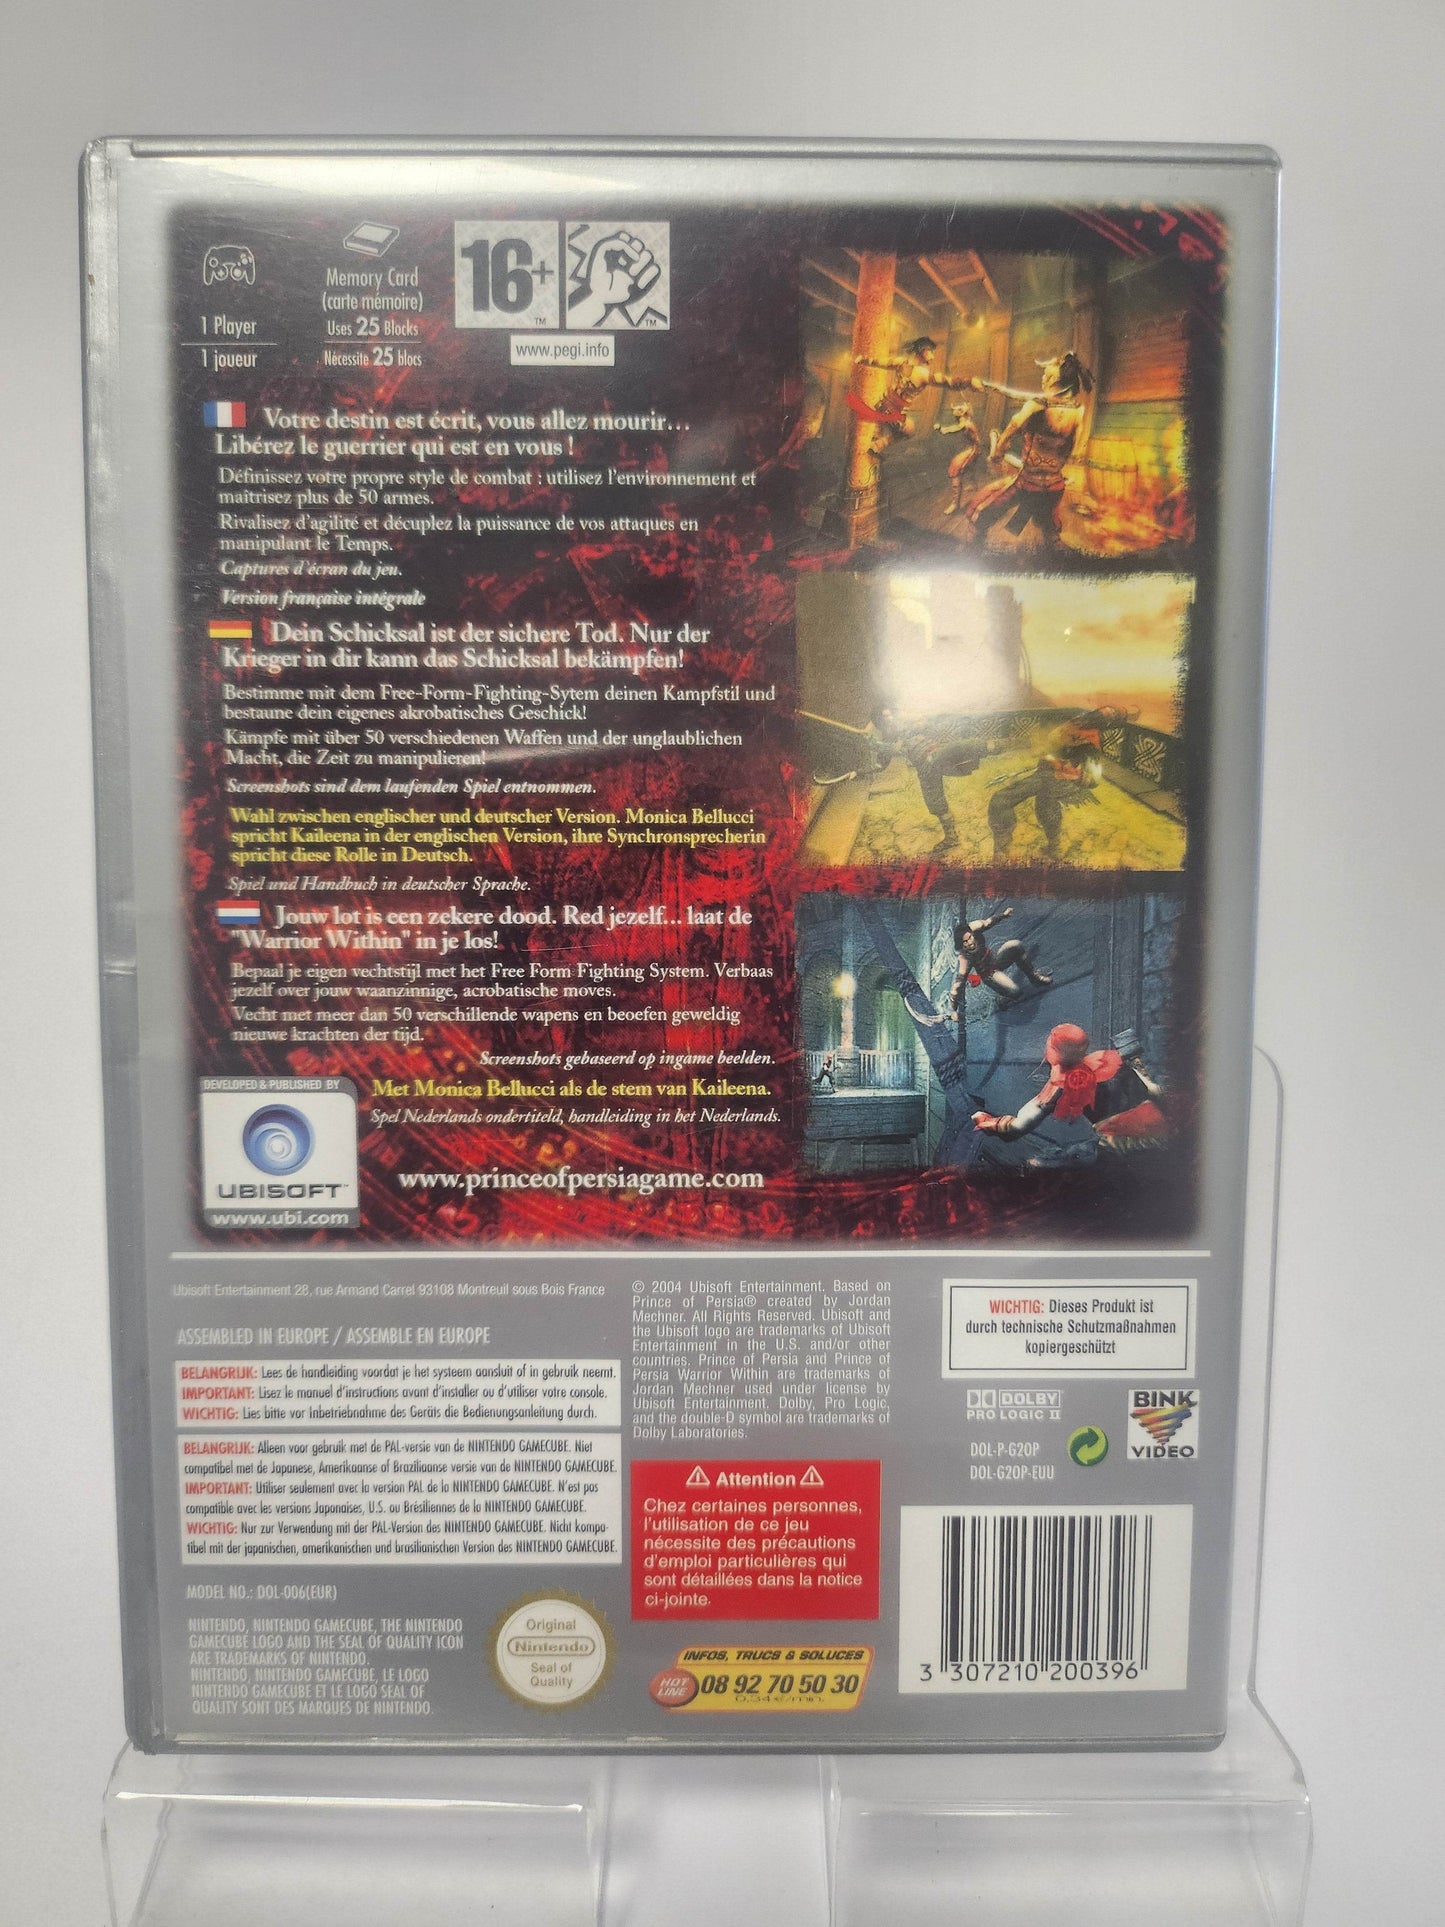 1 Player
1 joueur
Memory Card
(carte mémoire)
Uses 25 Blocks
Nécessite 25 blocs
16+
TM
TM
www.pegi.info
Votre destin est écrit, vous allez mourir...
Libérez le guerrier qui est en vous !
Définissez votre propre style de combat : utilisez l'environnement et
maîtrisez plus de 50 armes.
Rivalisez d'agilité et décuplez la puissance de vos attaques en
manipulant le Temps.
Captures d'écran du jeu.
Version française intégrale
Dein Schicksal ist der sichere Tod. Nur der
Krieger in dir kann das Schicksal bekämpfen!
Bestimme mit dem Free-Form-Fighting-Sytem deinen Kampfstil und
bestaune dein eigenes akrobatisches Geschick!
Kämpfe mit über 50 verschiedenen Waffen und der unglaublichen
Macht, die Zeit zu manipulieren!
Screenshots sind dem laufenden Spiel entnommen.
Wahl zwischen englischer und deutscher Version. Monica Bellucci
spricht Kaileena in der englischen Version, ihre Synchronsprecherin
spricht diese Rolle in Deutsch.
Spiel und Handbuch in deutscher Sprache.
Jouw lot is een zekere dood. Red jezelf... laat de
"Warrior Within" in je los!
Bepaal je eigen vechtstijl met het Free Form Fighting System. Verbaas
jezelf over jouw waanzinnige, acrobatische moves.
Vecht met meer dan 50 verschillende wapens en beoefen geweldig
nieuwe krachten der tijd.
Screenshots gebaseerd op ingame beelden.
Met Monica Bellucci als de stem van Kaileena.
Spel Nederlands ondertiteld, handleiding in het Nederlands.
DEVELOPED & PUBLISHED BY
UBISOFT™
www.ubi.com
www.princeofpersiagame.com
Ubisoft Entertainment 28, rue Armand Carrel 93108 Montreuil sous Bois France
ASSEMBLED IN EUROPE / ASSEMBLE EN EUROPE
BELANGRIJK: Lees de handleiding voordat je het systeem aansluit of in gebruik neemt.
IMPORTANT: Lisez le manuel d'instructions avant d'installer ou d'utiliser votre console.
WICHTIG: Lies bitte vor Inbetriebnahme des Geräts die Bedienungsanleitung durch.
BELANGRIJK: Alleen voor gebruik met de PAL-versie van de NINTENDO GAMECUBE. Niet
compatibel met de Japanese, Amerikaanse of Braziliaanse versie van de NINTENDO GAMECUBE.
IMPORTANT: Utiliser seulement avec la version PAL de la NINTENDO GAMECUBE. N'est pas
compatible avec les versions Japonaises, U.S. ou Brésiliennes de la NINTENDO GAMECUBE.
WICHTIG: Nur zur Verwendung mit der PAL-Version des NINTENDO GAMECUBE. Nicht kompa-
tibel mit der japanischen, amerikanischen und brasilianischen Version des NINTENDO GAMECUBE.
MODEL NO.: DOL-006(EUR)
NINTENDO, NINTENDO GAMECUBE, THE NINTENDO
GAMECUBE LOGO AND THE SEAL OF QUALITY ICON
ARE TRADEMARKS OF NINTENDO.
NINTENDO, NINTENDO GAMECUBE, LE LOGO
NINTENDO GAMECUBE ET LE LOGO SEAL OF
QUALITY SONT DES MARQUES DE NINTENDO.
Original
Nintendo
Seal of
Quality
© 2004 Ubisoft Entertainment. Based on
Prince of Persia® created by Jordan
Mechner. All Rights Reserved. Ubisoft and
the Ubisoft logo are trademarks of Ubisoft
Entertainment in the U.S. and/or other
countries. Prince of Persia and Prince of
Persia Warrior Within are trademarks of
Jordan Mechner used under license by
Ubisoft Entertainment. Dolby, Pro Logic,
and the double-D symbol are trademarks of
Dolby Laboratories.
Attention
Chez certaines personnes,
l'utilisation de ce jeu
nécessite des précautions
d'emploi particulières qui
sont détaillées dans la notice
ci-jointe.
INFOS, TRUCS & SOLUCES
HOT
LINE
08 92 70 50 30
0,34€/min.
WICHTIG: Dieses Produkt ist
durch technische Schutzmaßnahmen
kopiergeschützt
DOLBY
PRO LOGIC II
BINK
VIDEO
DOL-P-G2OP
DOL-G2OP-EUU
3 307210 200396